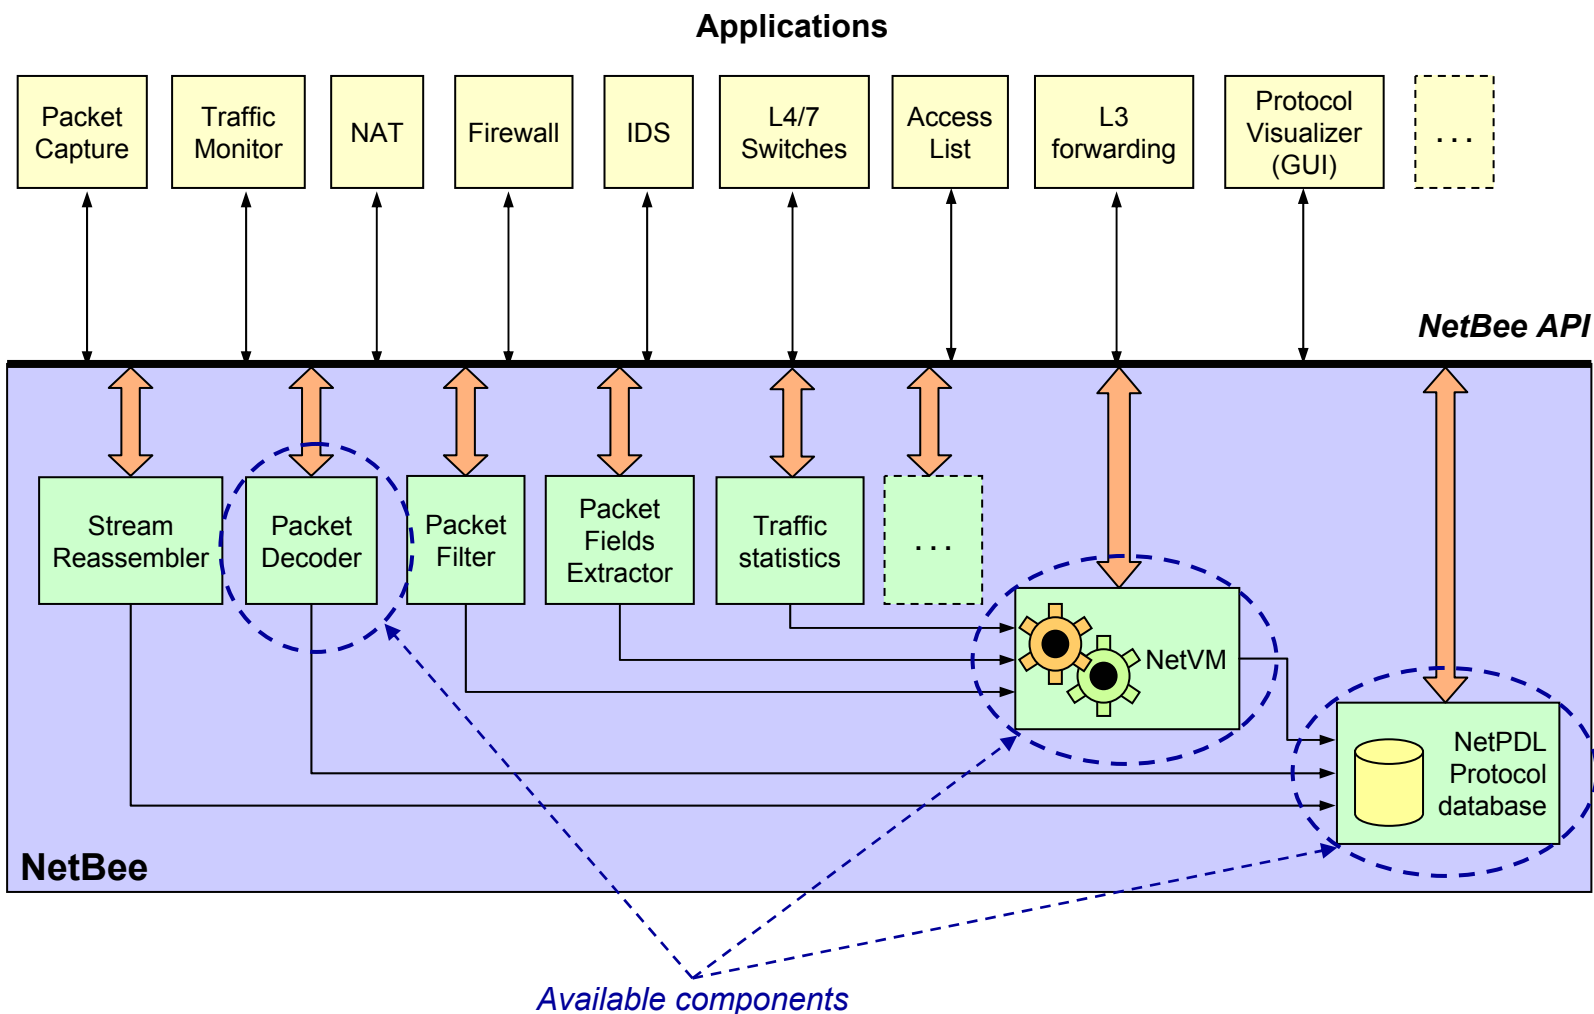 Applications
Packet
Capture
Traffic
Monitor
NAT
Firewall
IDS
L4/7
Switches
Access
List
L3
forwarding
Protocol
Visualizer
(GUI)
. . .
NetBee API
Stream
Reassembler
Packet
Decoder
Packet
Filter
Packet
Fields
Extractor
Traffic
statistics
. . .
NetVM
NetPDL
Protocol
database
NetBee
Available components